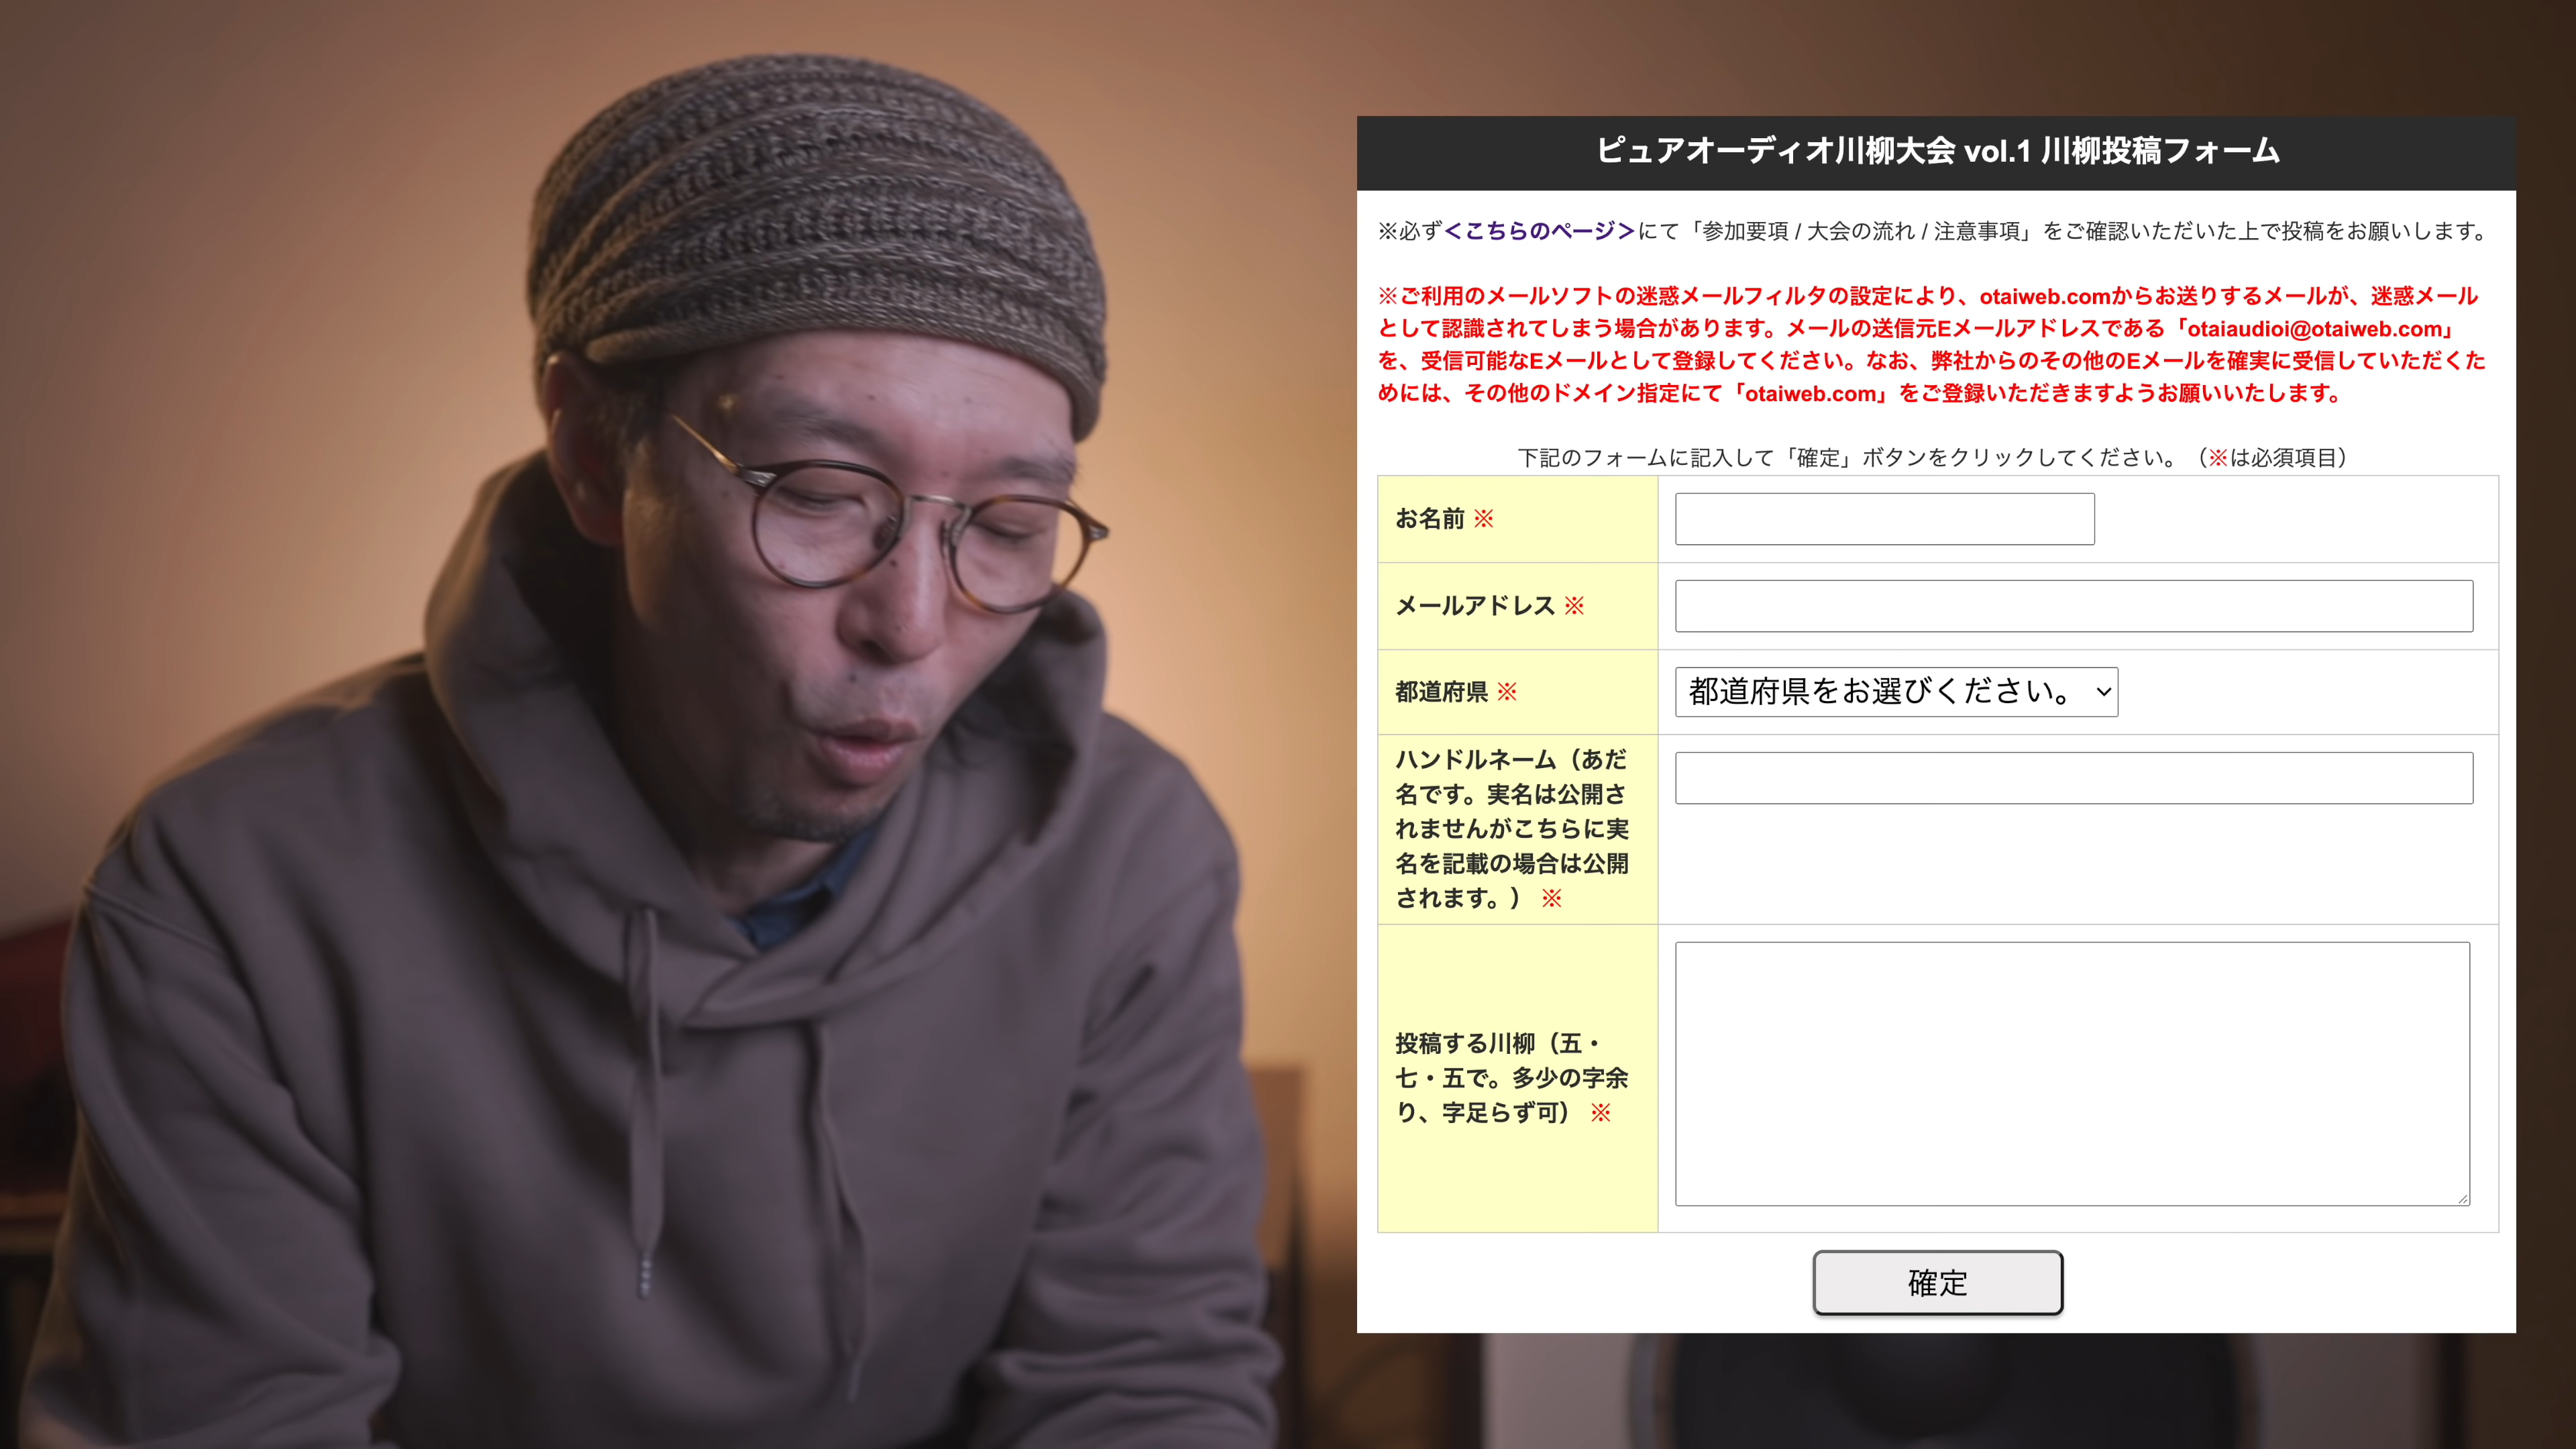 ピュアオーディオ川柳大会 vol.1 川柳投稿フォーム
※必ず<こちらのページ>にて「参加要項 / 大会の流れ / 注意事項」をご確認いただいた上で投稿をお願いします。
※ご利用のメールソフトの迷惑メールフィルタの設定により、otaiweb.comからお送りするメールが、迷惑メール
として認識されてしまう場合があります。メールの送信元Eメールアドレスである「otaiaudioi@otaiweb.com」
を、受信可能なEメールとして登録してください。なお、弊社からのその他のEメールを確実に受信していただくた
めには、その他のドメイン指定にて「otaiweb.com」をご登録いただきますようお願いいたします。
下記のフォームに記入して「確定」ボタンをクリックしてください。（※は必須項目）
お名前 ※
メールアドレス ※
都道府県 ※
都道府県をお選びください。
ハンドルネーム（あだ
名です。実名は公開さ
れませんがこちらに実
名を記載の場合は公開
されます。） ※
投稿する川柳（五・
七・五で。多少の字余
り、字足らず可） ※
確定